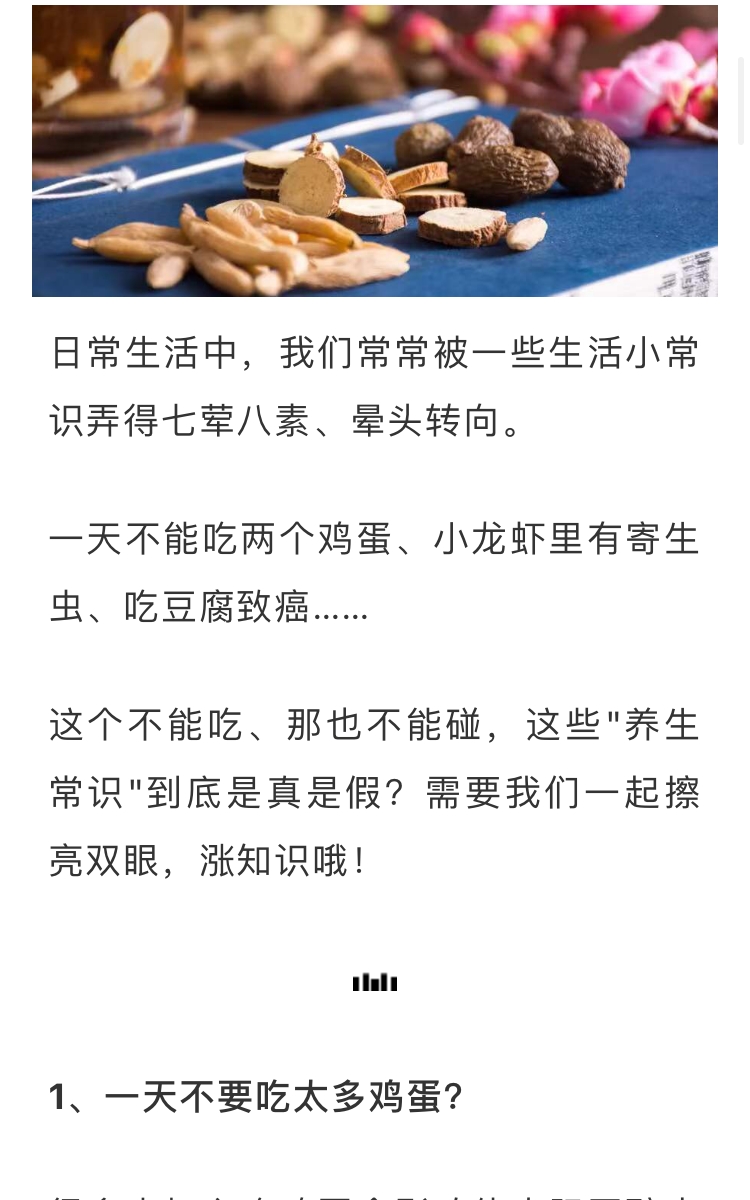 日常生活中，我们常常被一些生活小常
识弄得七荤八素、晕头转向。
一天不能吃两个鸡蛋、小龙虾里有寄生
虫、吃豆腐致癌……
这个不能吃、那也不能碰，这些"养生
常识"到底是真是假？需要我们一起擦
亮双眼，涨知识哦！
1、一天不要吃太多鸡蛋？